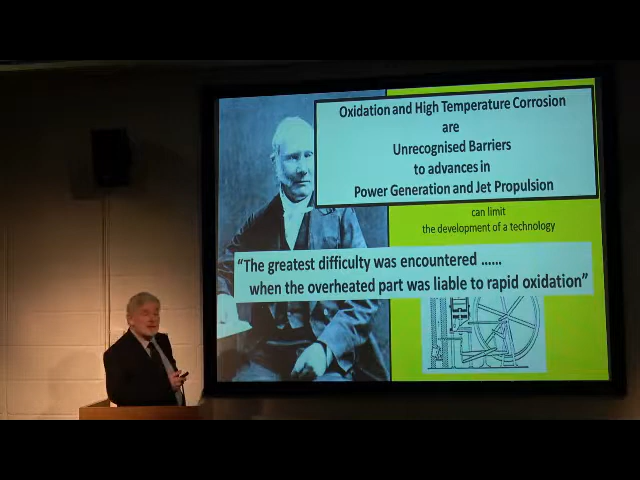 Oxidation and High Temperature Corrosion
are
Unrecognised Barriers
to advances in
Power Generation and Jet Propulsion
can limit
the development of a technology
“The greatest difficulty was encountered ......
when the overheated part was liable to rapid oxidation”